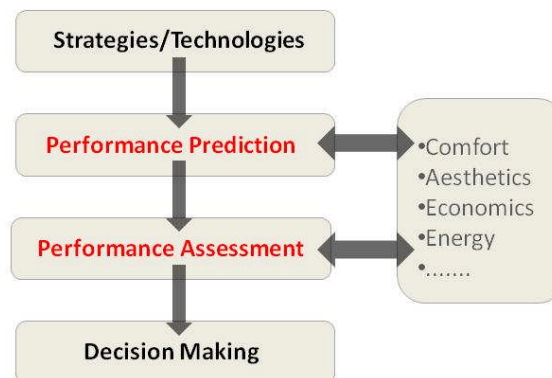 Strategies/Technologies
Performance Prediction
Performance Assessment
Decision Making
•Comfort
•Aesthetics
•Economics
•Energy
•.......